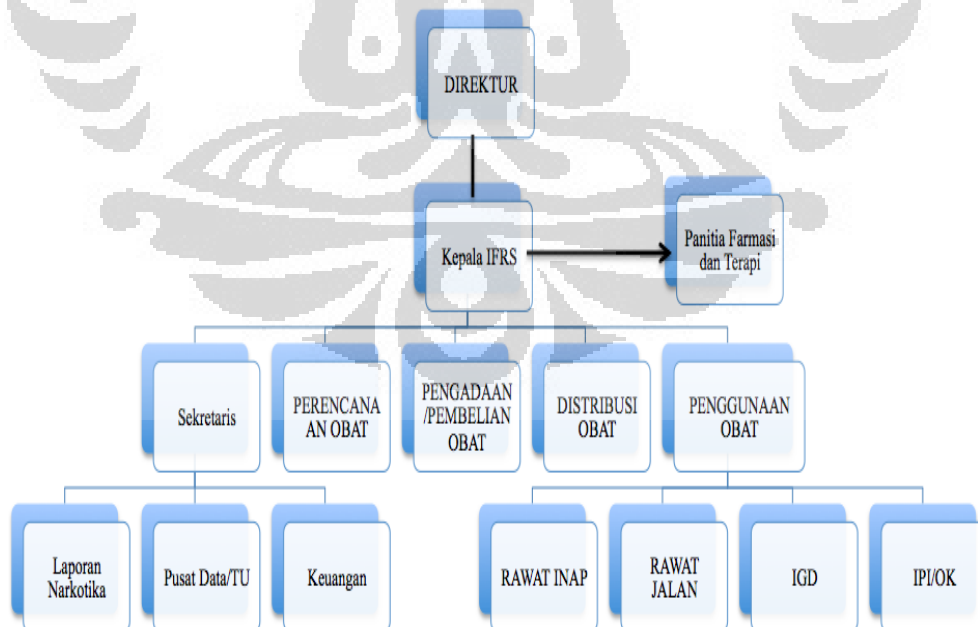 DIREKTUR
Kepala IFRS
Panitia Farmasi
dan Terapi
Sekretaris
PERENCANA
AN OBAT
PENGADAAN
/PEMBELIAN
OBAT
DISTRIBUSI
OBAT
PENGGUNAAN
OBAT
Laporan
Narkotika
Pusat Data/TU
Keuangan
RAWAT INAP
RAWAT
JALAN
IGD
IPI/OK